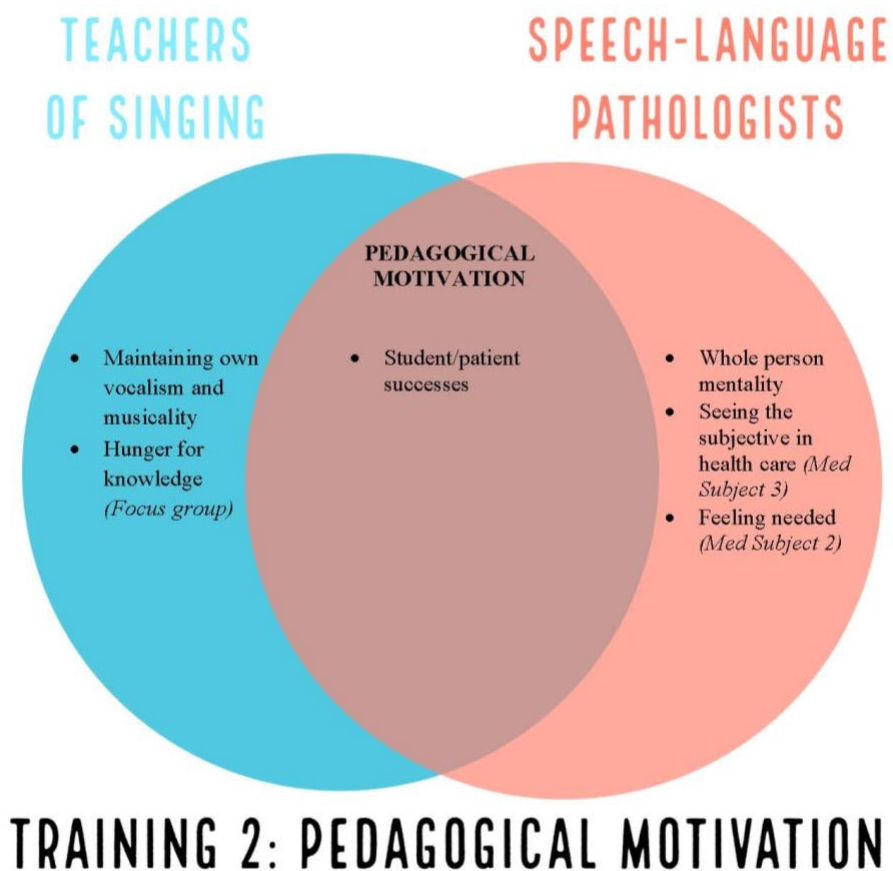 TEACHERS
OF SINGING
SPEECH-LANGUAGE
PATHOLOGISTS
PEDAGOGICAL
MOTIVATION
• Maintaining own
vocalism and
musicality
• Hunger for
knowledge
(Focus group)
• Student/patient
successes
• Whole person
mentality
• Seeing the
subjective in
health care (Med
Subject 3)
• Feeling needed
(Med Subject 2)
TRAINING 2: PEDAGOGICAL MOTIVATION